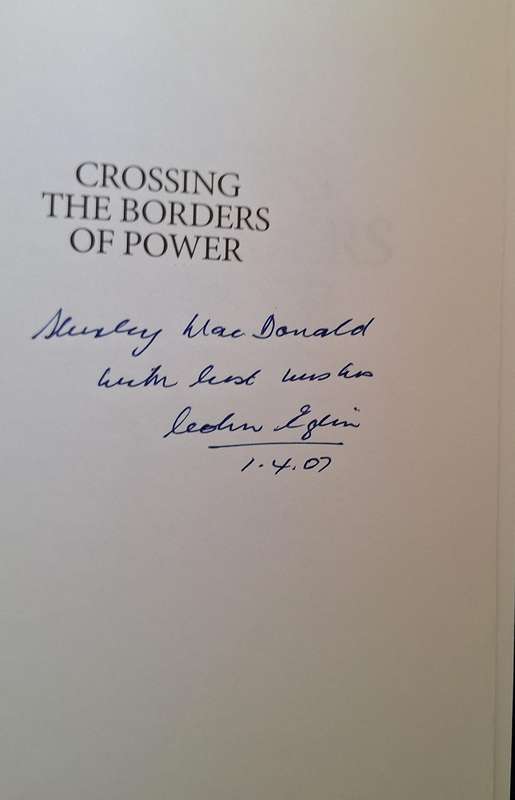 CROSSING
THE BORDERS
OF POWER
Shirley MacDonald
with best wishes
Colin Eglin
1.4.07